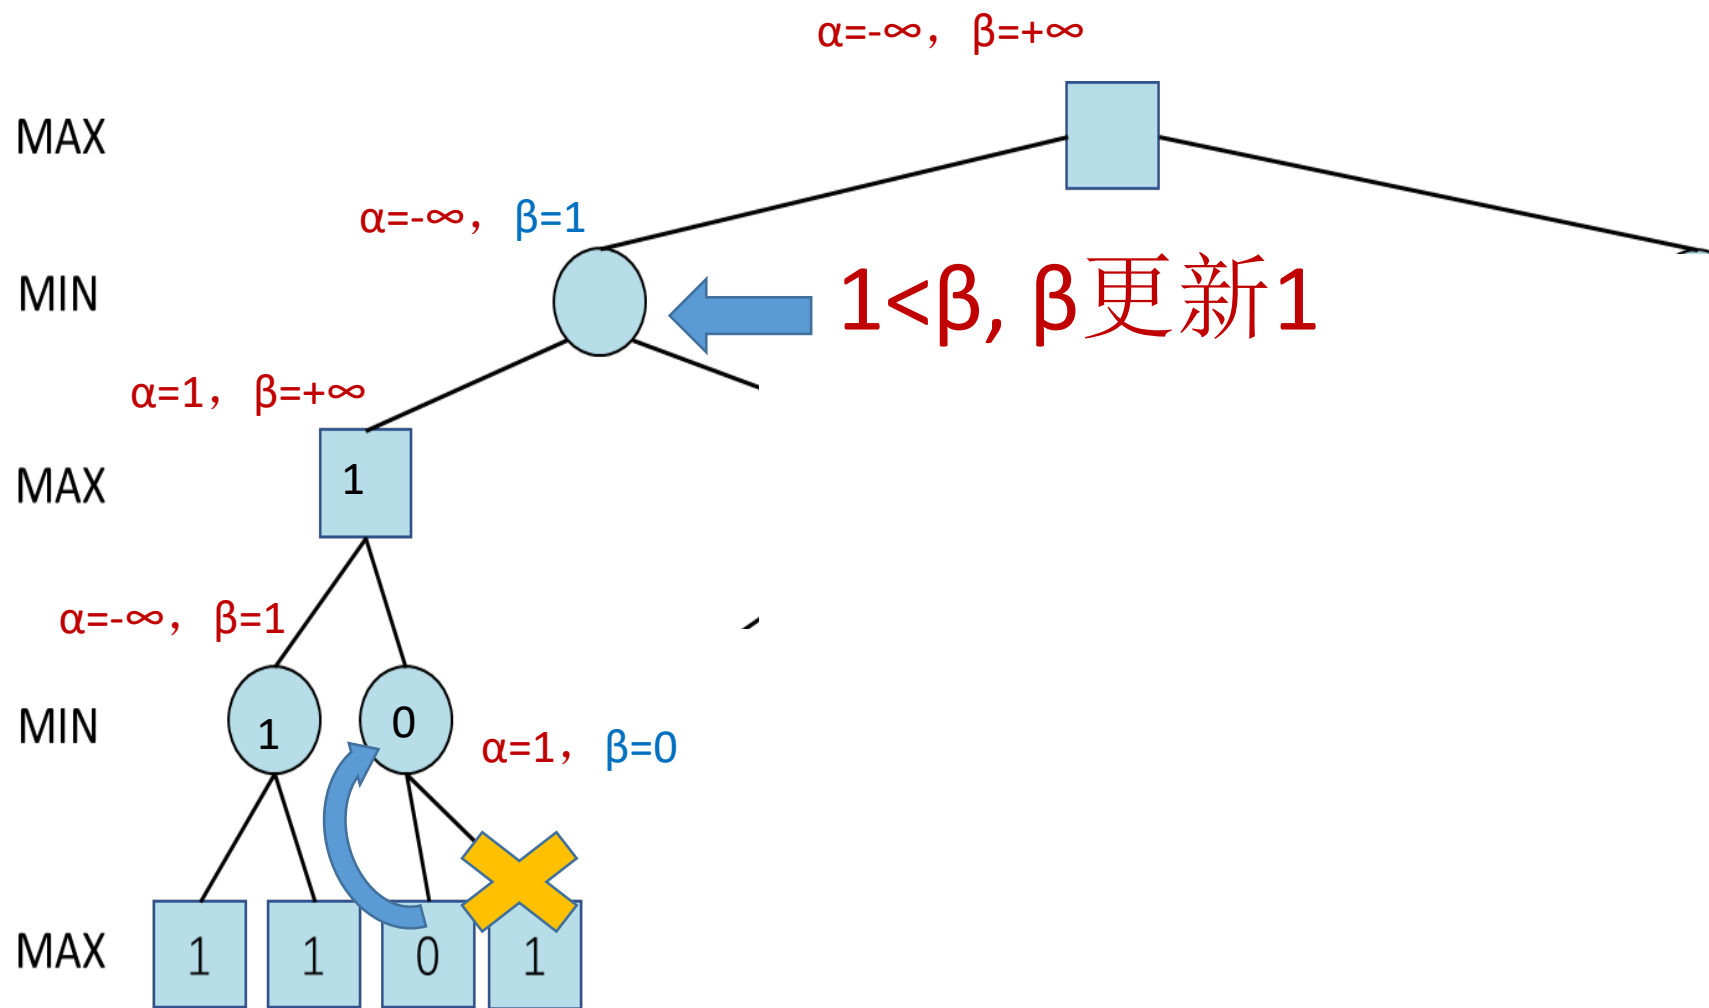 α=-∞，β=+∞
MAX
α=-∞，β=1
MIN
1<β, β更新1
α=1，β=+∞
MAX
1
α=-∞，β=1
MIN
1
0
α=1，β=0
MAX
1
1
0
1